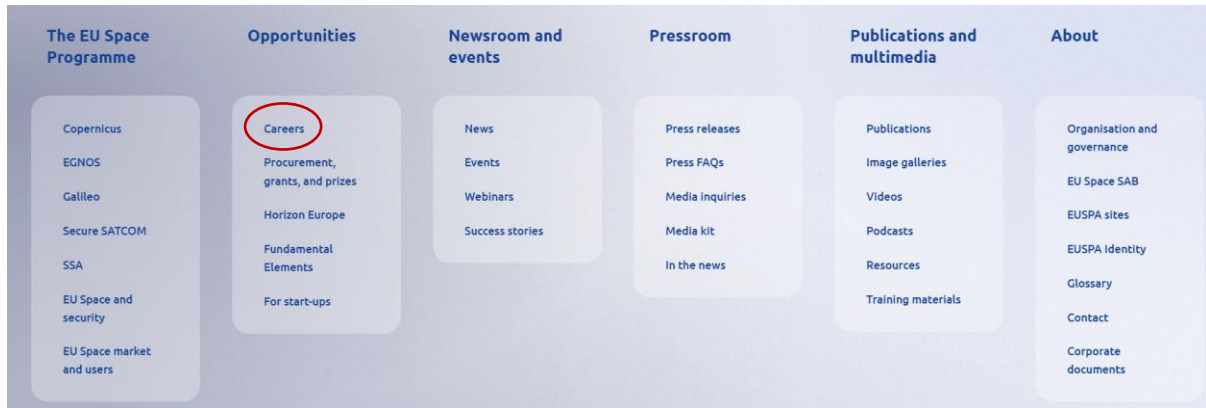 The EU Space
Programme
Copernicus
EGNOS
Galileo
Secure SATCOM
SSA
EU Space and
security
EU Space market
and users
Opportunities
Careers
Procurement,
grants, and prizes
Horizon Europe
Fundamental
Elements
For start-ups
Newsroom and
events
News
Events
Webinars
Success stories
Pressroom
Press releases
Press FAQs
Media inquiries
Media kit
In the news
Publications and
multimedia
Publications
Image galleries
Videos
Podcasts
Resources
Training materials
About
Organisation and
governance
EU Space SAB
EUSPA sites
EUSPA Identity
Glossary
Contact
Corporate
documents